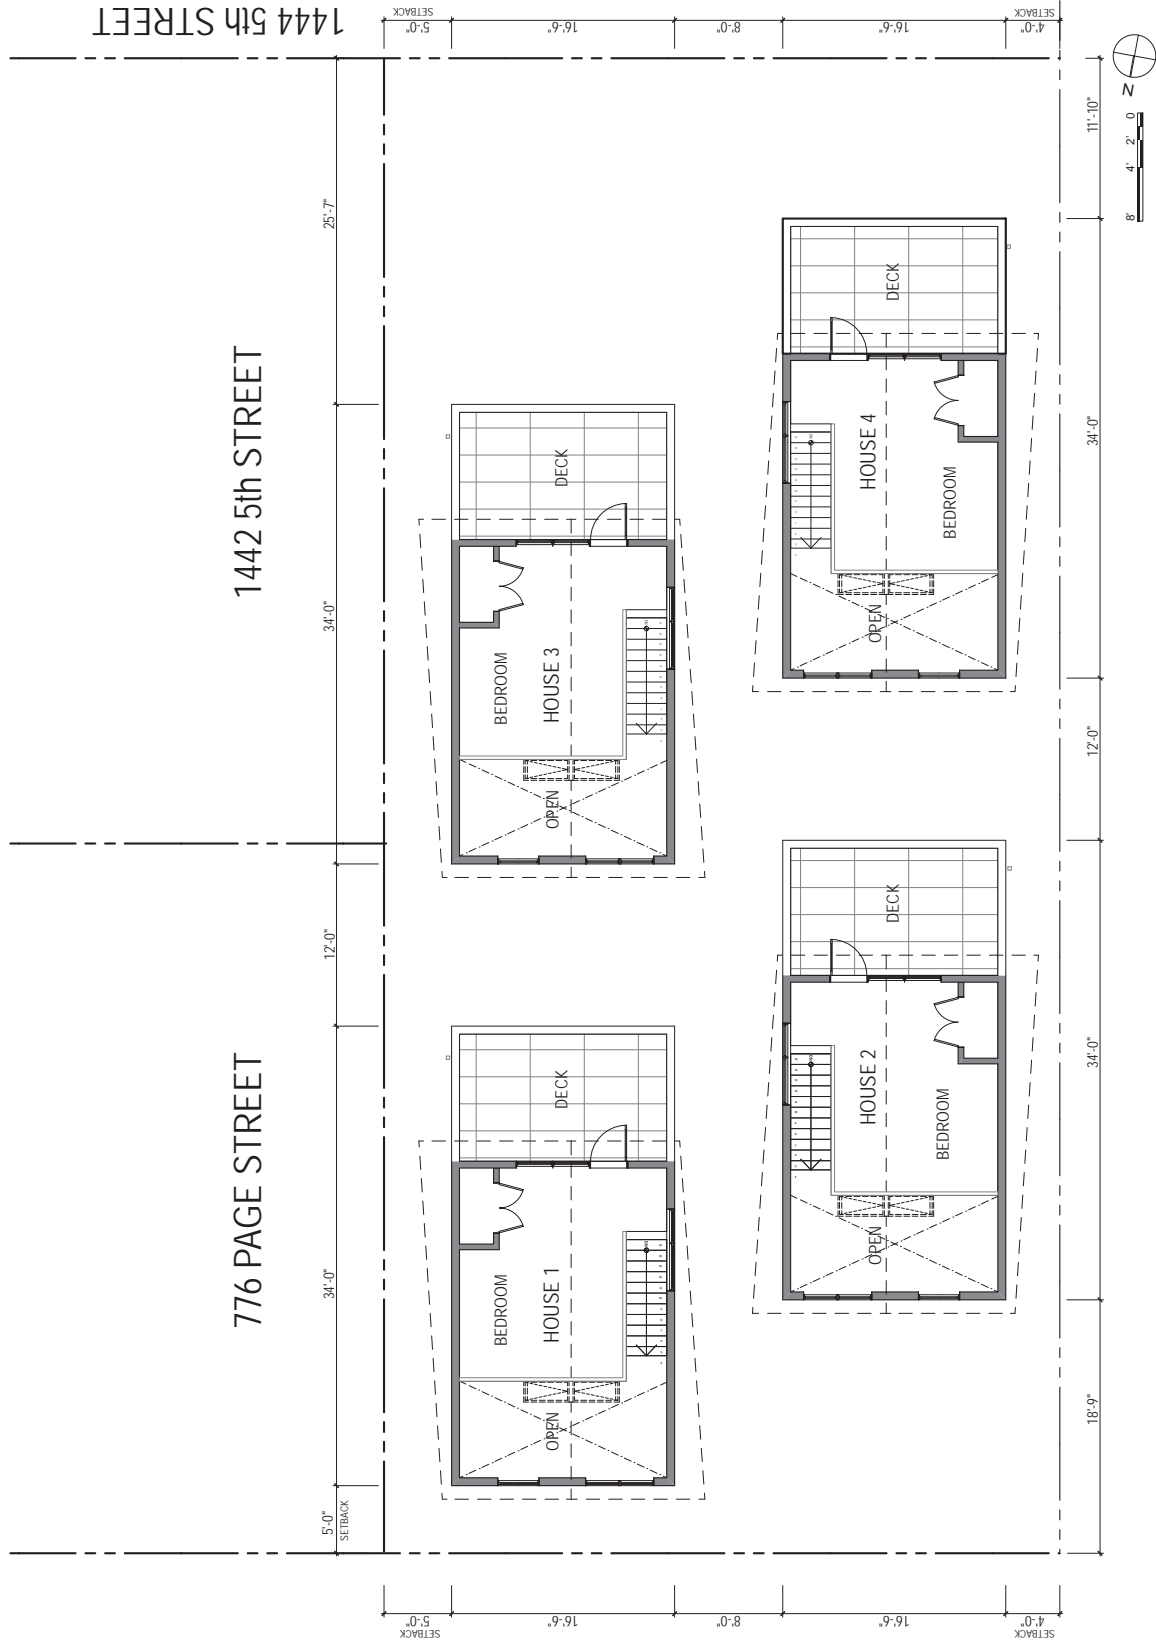 1444 5th STREET
SETBACK
5'-0"
16'-6"
8'-0"
16'-6"
4'-0"
SETBACK
N
0
2'
4'
8'
11'-10"
25'-7"
1442 5th STREET
DECK
DECK
34'-0"
HOUSE 4
BEDROOM
OPEN
34'-0"
BEDROOM
HOUSE 3
OPEN
12'-0"
12'-0"
776 PAGE STREET
DECK
DECK
34'-0"
HOUSE 2
BEDROOM
OPEN
34'-0"
BEDROOM
HOUSE 1
OPEN
18'-9"
5'-0"
SETBACK
5'-0"
SETBACK
16'-6"
8'-0"
16'-6"
4'-0"
SETBACK